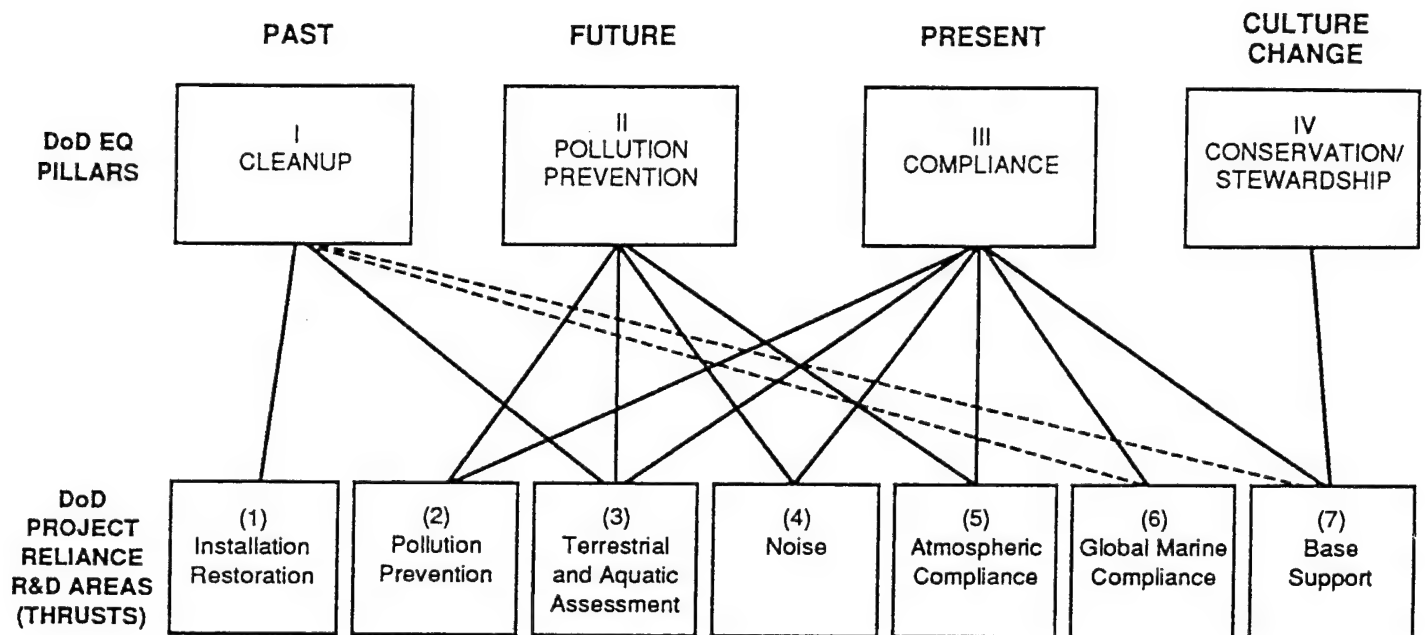 PAST
FUTURE
PRESENT
CULTURE
CHANGE
DoD EQ
PILLARS
I
CLEANUP
II
POLLUTION
PREVENTION
III
COMPLIANCE
IV
CONSERVATION/
STEWARDSHIP
DoD
PROJECT
RELIANCE
R&D AREAS
(THRUSTS)
(1)
Installation
Restoration
(2)
Pollution
Prevention
(3)
Terrestrial
and Aquatic
Assessment
(4)
Noise
(5)
Atmospheric
Compliance
(6)
Global Marine
Compliance
(7)
Base
Support